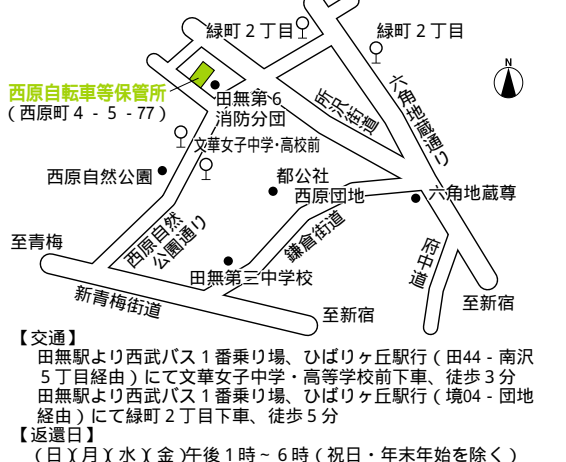 緑町２丁目
緑町２丁目
N
西原自転車等保管所
（西原町４‐５‐77）
田無第６
消防分団
所沢街道
六角地蔵通り
文華女子中学・高校前
西原自然公園
都公社
西原団地
六角地蔵尊
至青梅
西原自然
公園通り
鎌倉街道
府中道
田無第三中学校
新青梅街道
至新宿
至新宿
【交通】
田無駅より西武バス１番乗り場、ひばりヶ丘駅行（田44‐南沢
５丁目経由）にて文華女子中学・高等学校前下車、徒歩３分
田無駅より西武バス１番乗り場、ひばりヶ丘駅行（境04‐団地
経由）にて緑町２丁目下車、徒歩５分
【返還日】
（日）（月）（水）（金）午後１時～６時（祝日・年末年始を除く）